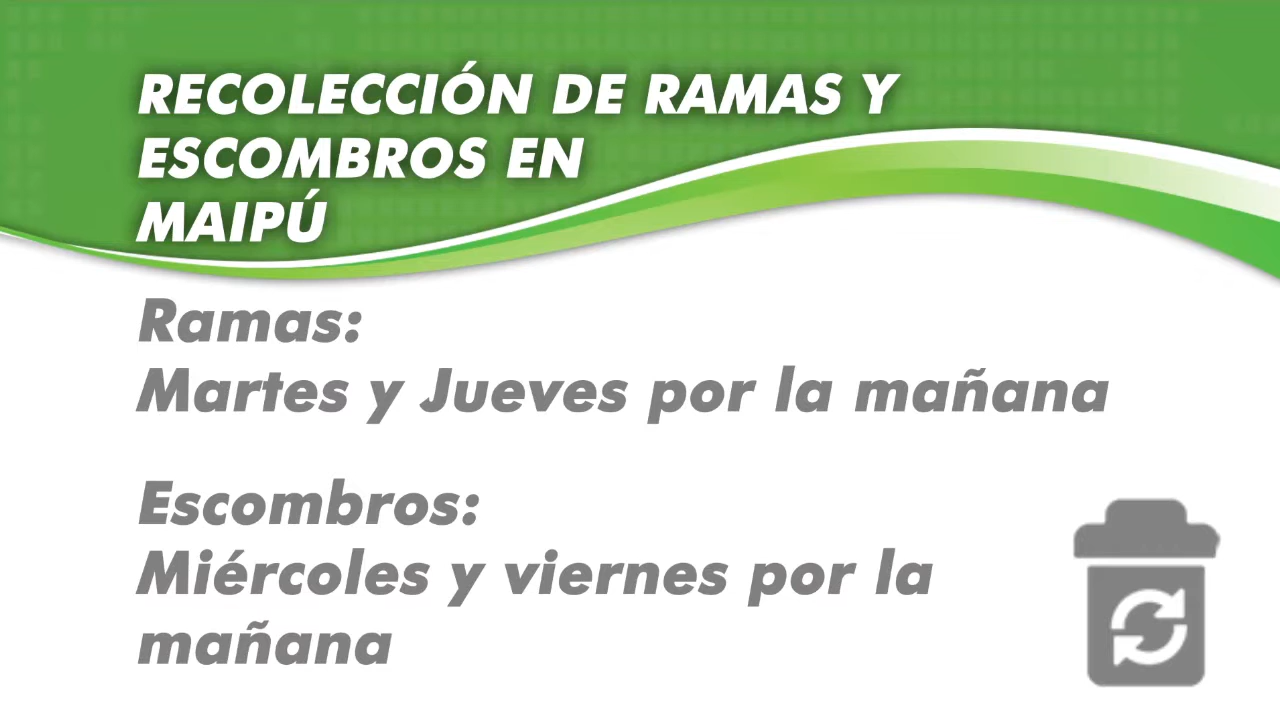 RECOLECCIÓN DE RAMAS Y
ESCOMBROS EN
MAIPÚ
Ramas:
Martes y Jueves por la mañana
Escombros:
Miércoles y viernes por la
mañana